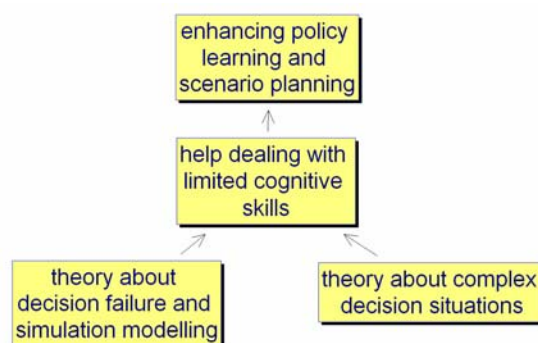 enhancing policy
learning and
scenario planning
help dealing with
limited cognitive
skills
theory about
decision failure and
simulation modelling
theory about complex
decision situations